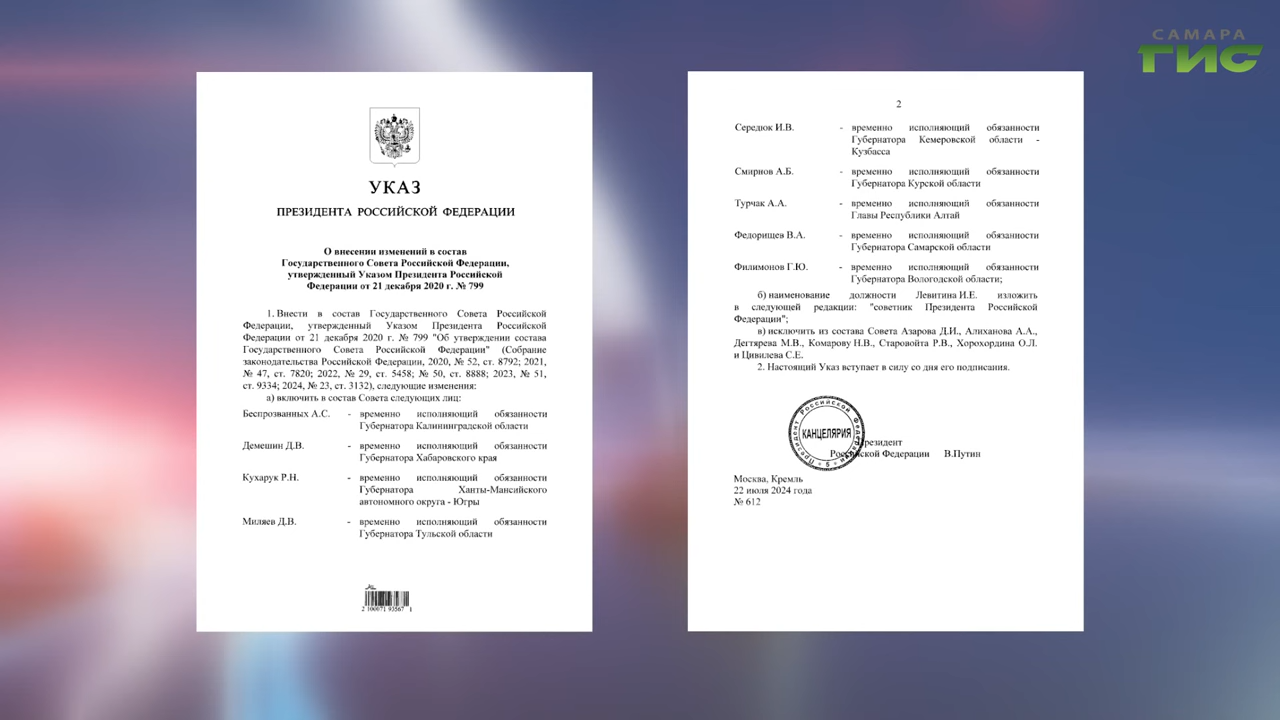 САМАРА
ГИС
УКАЗ
ПРЕЗИДЕНТА РОССИЙСКОЙ ФЕДЕРАЦИИ
О внесении изменений в состав
Государственного Совета Российской Федерации,
утвержденный Указом Президента Российской
Федерации от 21 декабря 2020 г. № 799
1. Внести в состав Государственного Совета Российской
Федерации, утвержденный Указом Президента Российской
Федерации от 21 декабря 2020 г. № 799 "Об утверждении состава
Государственного Совета Российской Федерации" (Собрание
законодательства Российской Федерации, 2020, № 52, ст. 8792; 2021,
№ 47, ст. 7820; 2022, № 29, ст. 5458; № 50, ст. 8888; 2023, № 51,
ст. 9334; 2024, № 23, ст. 3132), следующие изменения:
а) включить в состав Совета следующих лиц:
Беспрозванных А.С. - временно исполняющий обязанности
Губернатора Калининградской области
Демешин Д.В. - временно исполняющий обязанности
Губернатора Хабаровского края
Кухарук Р.Н. - временно исполняющий обязанности
Губернатора Ханты-Мансийского
автономного округа - Югры
Миляев Д.В. - временно исполняющий обязанности
Губернатора Тульской области
2 100071 93567 1
2
Середюк И.В. - временно исполняющий обязанности
Губернатора Кемеровской области -
Кузбасса
Смирнов А.Б. - временно исполняющий обязанности
Губернатора Курской области
Турчак А.А. - временно исполняющий обязанности
Главы Республики Алтай
Федорищев В.А. - временно исполняющий обязанности
Губернатора Самарской области
Филимонов Г.Ю. - временно исполняющий обязанности
Губернатора Вологодской области;
б) наименование должности Левитина И.Е. изложить
в следующей редакции: "советник Президента Российской
Федерации";
в) исключить из состава Совета Азарова Д.И., Алиханова А.А.,
Дегтярева М.В., Комарову Н.В., Старовойта Р.В., Хорохордина О.Л.
и Цивилева С.Е.
2. Настоящий Указ вступает в силу со дня его подписания.
Президент Российской Федерации
КАНЦЕЛЯРИЯ
5
Президент
Российской Федерации В.Путин
Москва, Кремль
22 июля 2024 года
№ 612